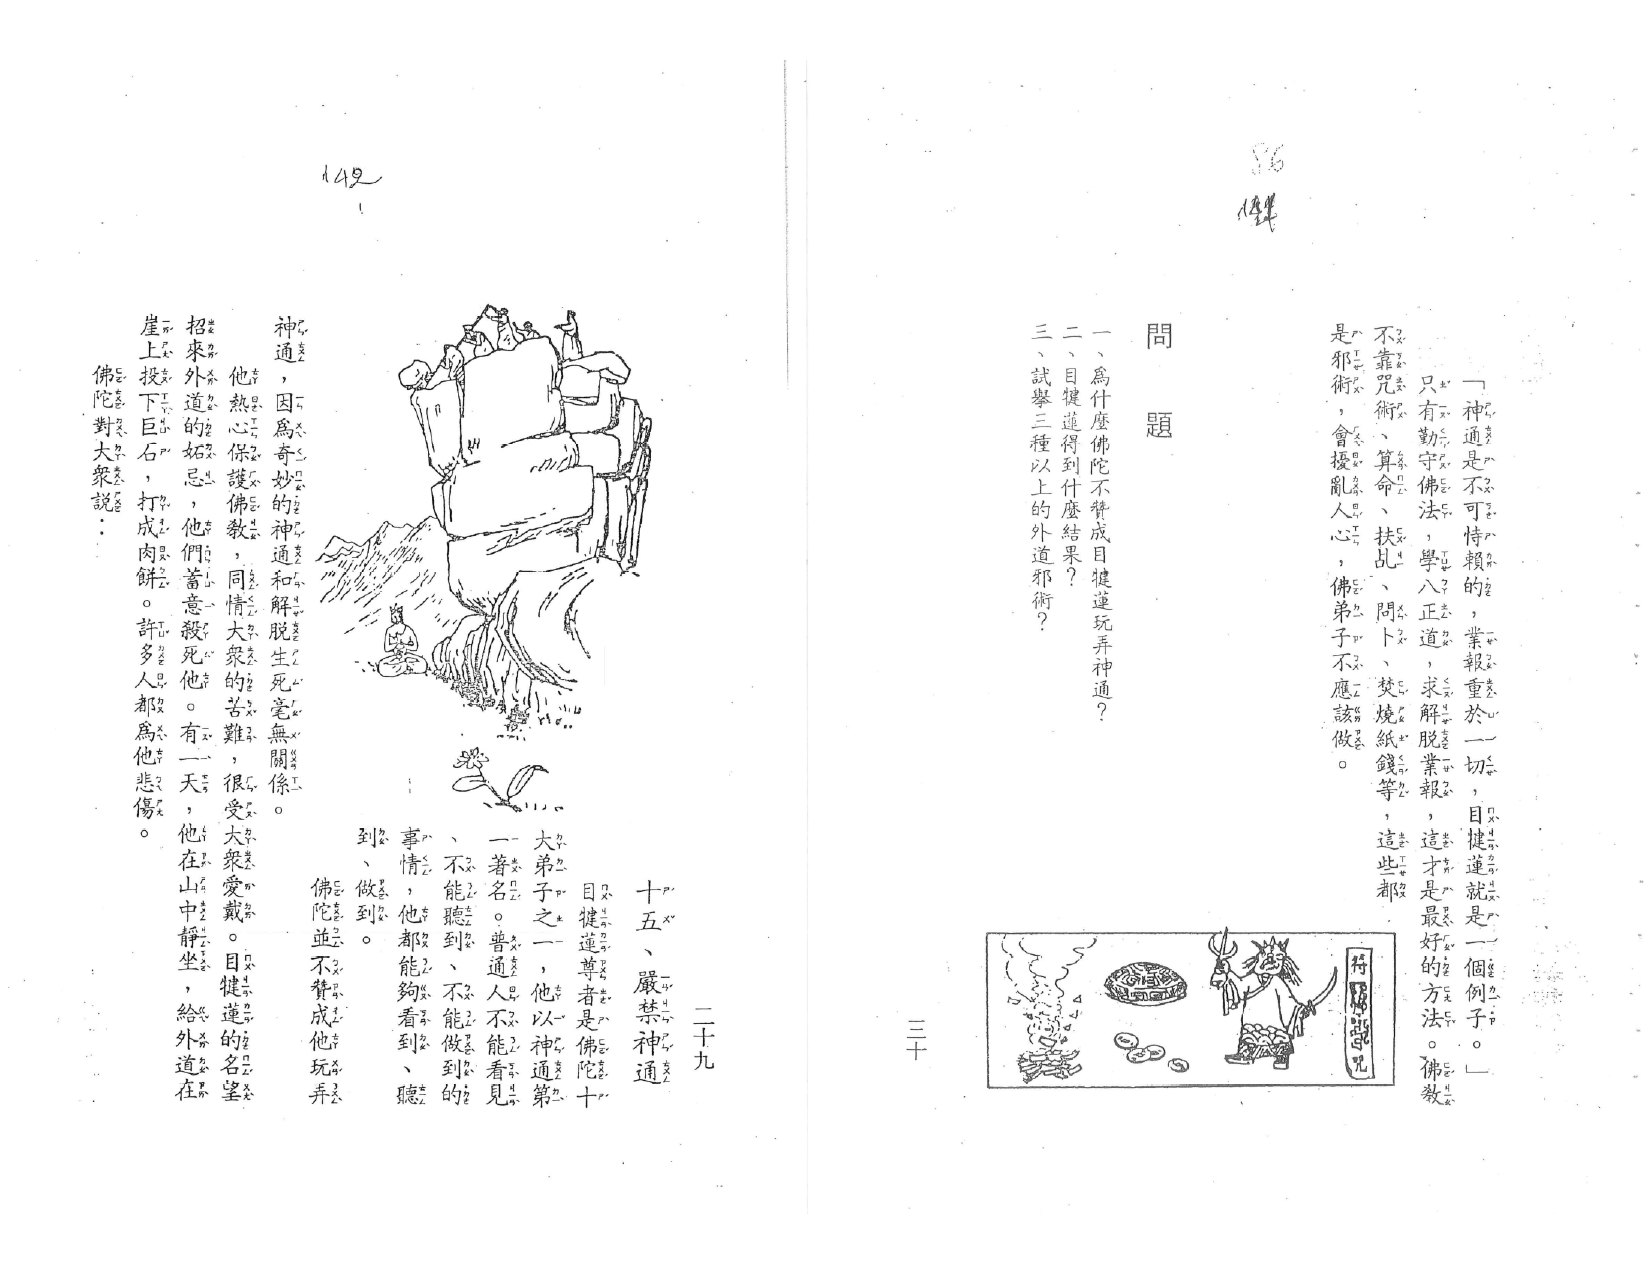 142
二十九
十五、嚴禁神通
目犍蓮尊者是佛陀十
大弟子之一，他以神通第
一著名。普通人不能看見
、不能聽到、不能做到的
事情，他都能夠看到、聽
到、做到。
佛陀並不贊成他玩弄
神通，因爲奇妙的神通和解脫生死毫無關係。
他熱心保護佛教，同情大衆的苦難，很受大衆愛戴。目犍蓮的名望
招來外道的妬忌，他們蓄意殺死他。有一天，他在山中靜坐，給外道在
崖上投下巨石，打成肉餅。許多人都爲他悲傷。
佛陀對大衆說：
86
「神通是不可恃賴的，業報重於一切，目犍蓮就是一個例子。」
只有勤守佛法，學八正道，求解脫業報，這才是最好的方法。佛教
不靠咒術、算命、扶乩、問卜、焚燒紙錢等，這些都
是邪術，會擾亂人心，佛弟子不應該做。
符
咒
問題
一、爲什麼佛陀不贊成目犍蓮玩弄神通？
二、目犍蓮得到什麼結果？
三、試舉三種以上的外道邪術？
三十